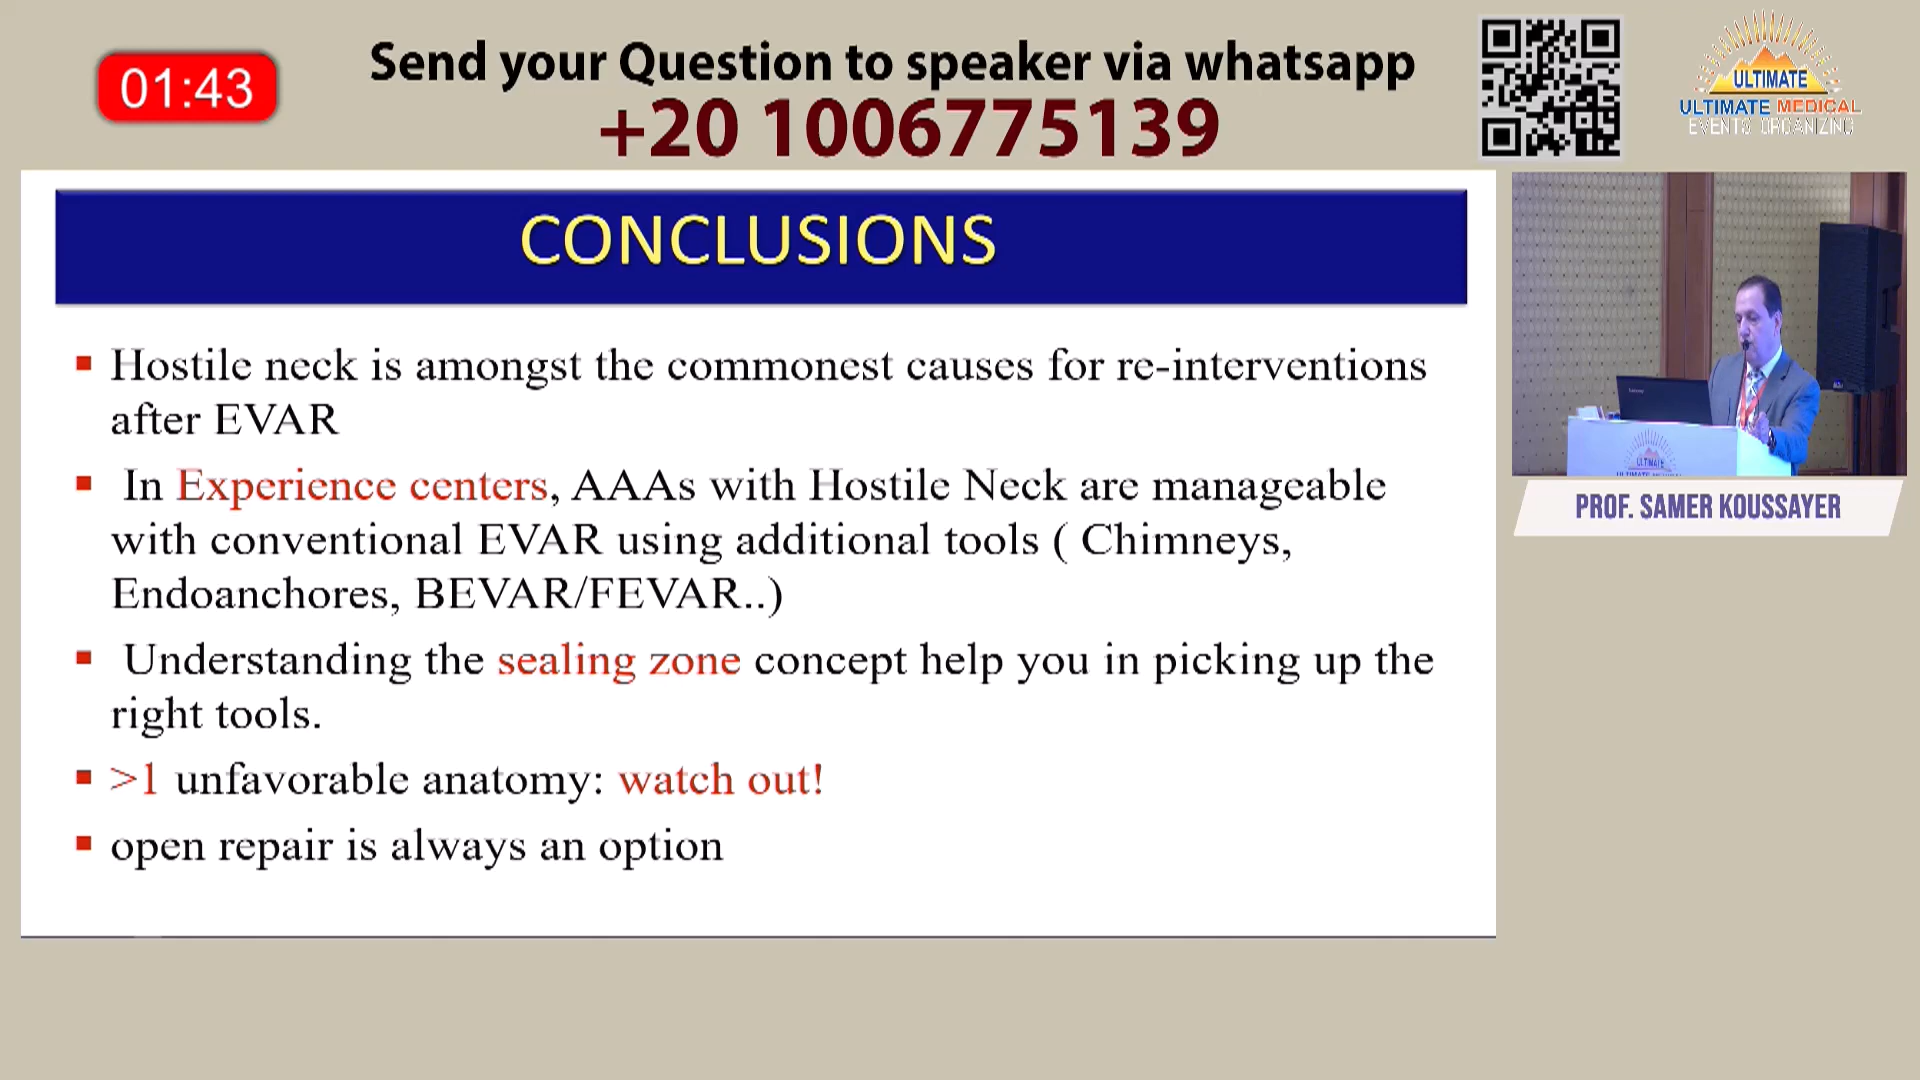 01:43
Send your Question to speaker via whatsapp
+20 1006775139
ULTIMATE
ULTIMATE MEDICAL
EVENTS ORGANIZING
CONCLUSIONS
▪ Hostile neck is amongst the commonest causes for re-interventions
after EVAR
▪ In Experience centers, AAAs with Hostile Neck are manageable
with conventional EVAR using additional tools ( Chimneys,
Endoanchores, BEVAR/FEVAR..)
▪ Understanding the sealing zone concept help you in picking up the
right tools.
▪ >1 unfavorable anatomy: watch out!
▪ open repair is always an option
ULTIMATE
PROF. SAMER KOUSSAYER